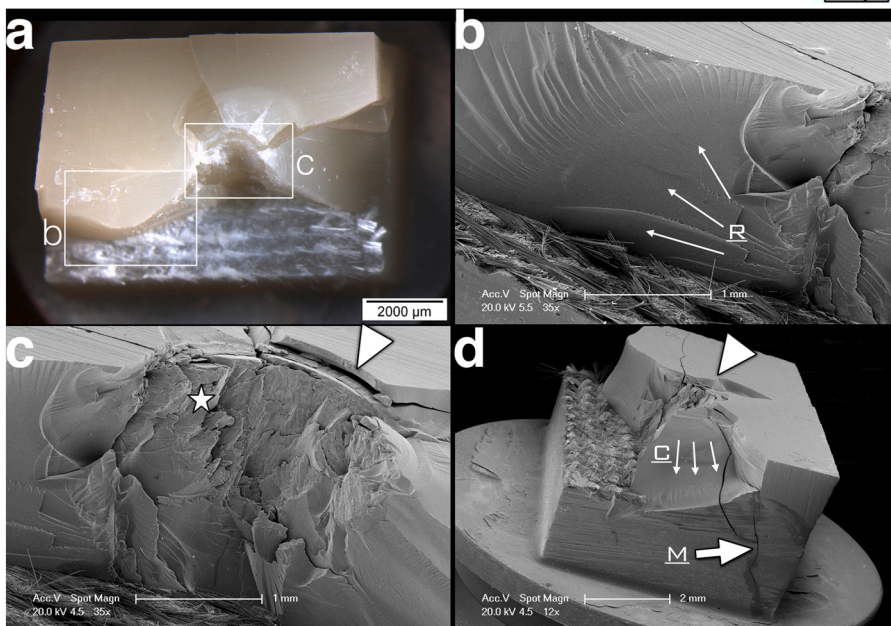 a
b
c
2000 µm
b
R
Acc.V Spot Magn
20.0 kV 5.5 35x
1 mm
c
Acc.V Spot Magn
20.0 kV 4.5 35x
1 mm
d
C
M
Acc.V Spot Magn
20.0 kV 4.5 12x
2 mm